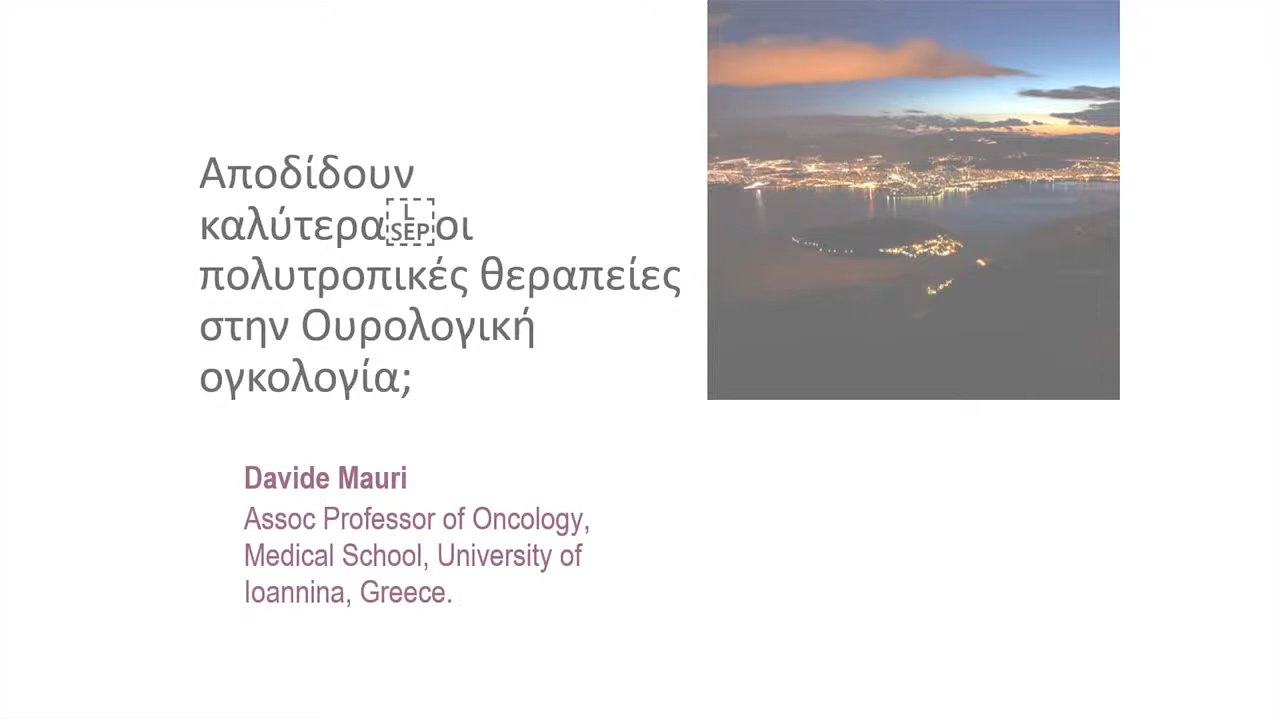 Αποδίδουν
καλύτερα
οι
πολυτροπικές θεραπείες
στην Ουρολογική
ογκολογία;
Davide Mauri
Assoc Professor of Oncology,
Medical School, University of
Ioannina, Greece.